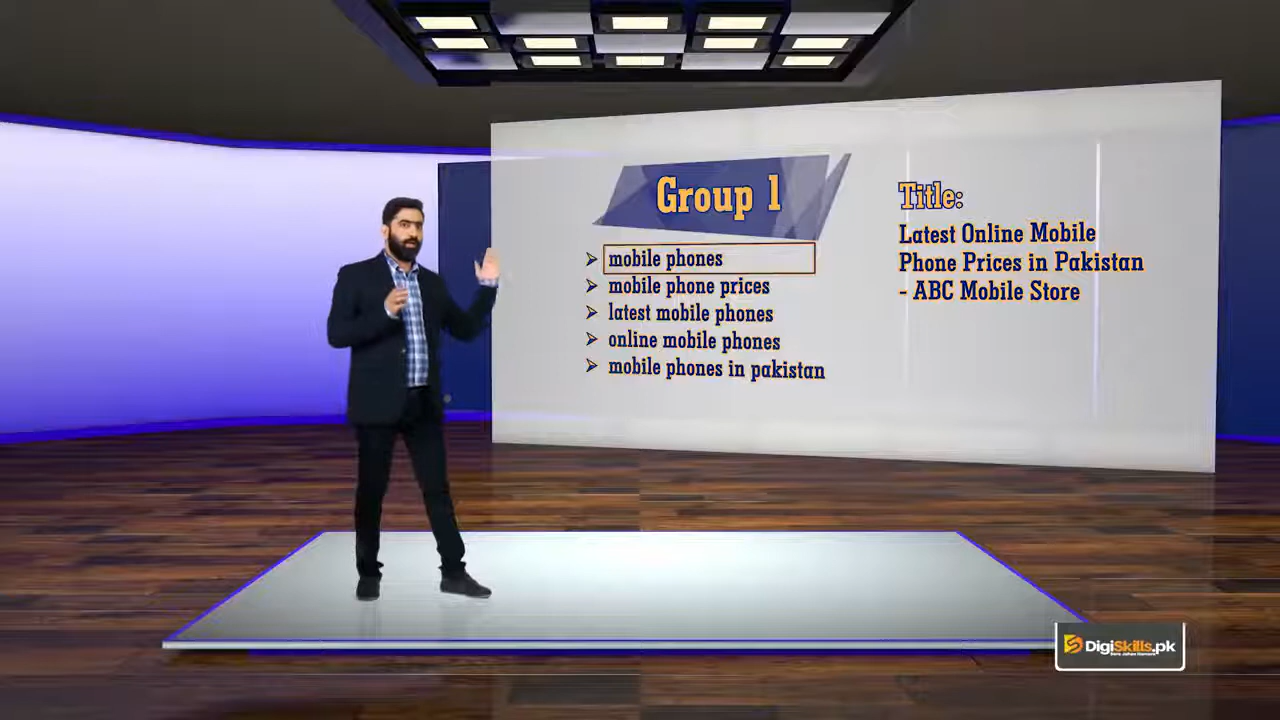 Group 1
mobile phones
mobile phone prices
latest mobile phones
online mobile phones
mobile phones in pakistan
Title:
Latest Online Mobile
Phone Prices in Pakistan
- ABC Mobile Store
DigiSkills.pk